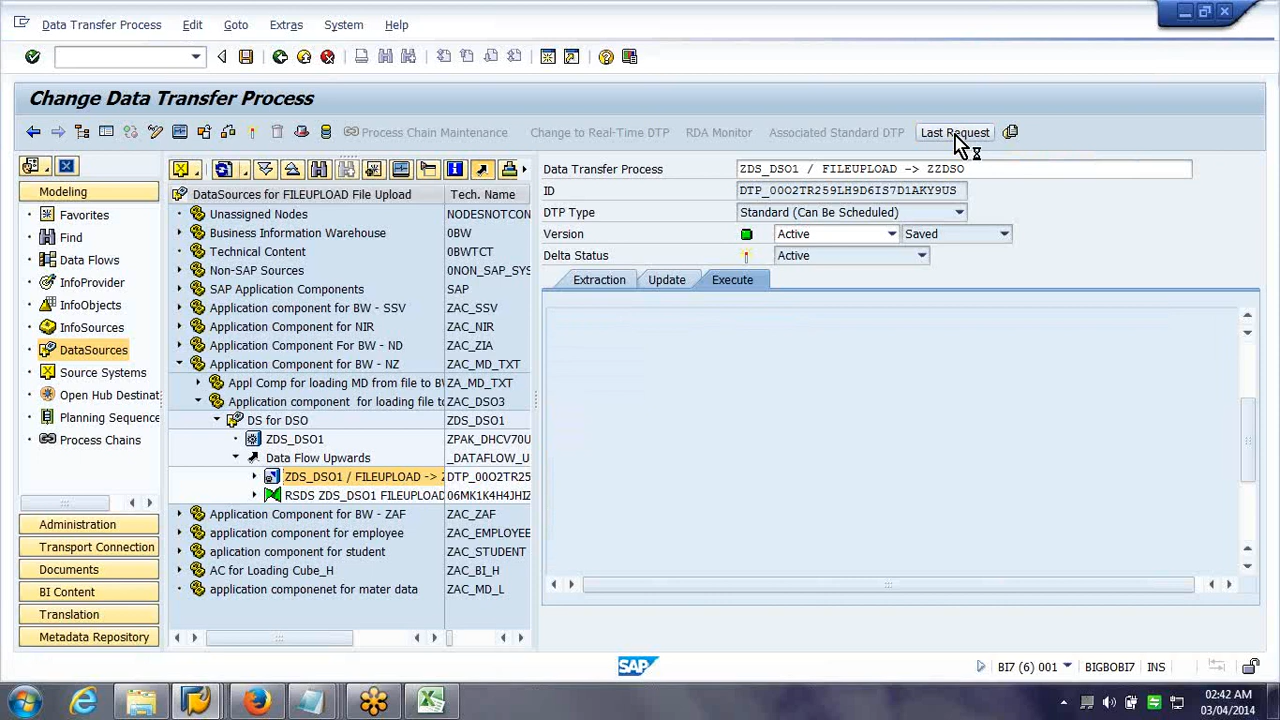 Data Transfer Process Edit Goto Extras System Help
Change Data Transfer Process
Process Chain Maintenance Change to Real-Time DTP RDA Monitor Associated Standard DTP Last Request
Modeling
Favorites
Find
Data Flows
InfoProvider
InfoObjects
InfoSources
DataSources
Source Systems
Open Hub Destinat
Planning Sequence
Process Chains
Administration
Transport Connection
Documents
BI Content
Translation
Metadata Repository
DataSources for FILEUPLOAD File Upload Tech. Name
Unassigned Nodes NODESNOTCON
Business Information Warehouse 0BW
Technical Content 0BWTCT
Non-SAP Sources 0NON_SAP_SYS
SAP Application Components SAP
Application component for BW - SSV ZAC_SSV
Application Component for NIR ZAC_NIR
Application Component For BW - ND ZAC_ZIA
Application Component for BW - NZ ZAC_MD_TXT
Appl Comp for loading MD from file to BW ZA_MD_TXT
Application component for loading file to ZAC_DSO3
DS for DSO ZDS_DSO1
ZDS_DSO1 ZPAK_DHCV70U
Data Flow Upwards _DATAFLOW_U
ZDS_DSO1 / FILEUPLOAD -> Z DTP_00O2TR25
RSDS ZDS_DSO1 FILEUPLOAD 06MK1K4H4JHIZ
Application Component for BW - ZAF ZAC_ZAF
application component for employee ZAC_EMPLOYEE
aplication component for student ZAC_STUDENT
AC for Loading Cube_H ZAC_BI_H
application componenet for mater data ZAC_MD_L
Data Transfer Process ZDS_DSO1 / FILEUPLOAD -> ZZDSO
ID DTP_00O2TR259LH9D6IS7D1AKY9US
DTP Type Standard (Can Be Scheduled)
Version Active Saved
Delta Status Active
Extraction Update Execute
SAP
BI7 (6) 001 BIGBOBI7 INS
02:42 AM
03/04/2014